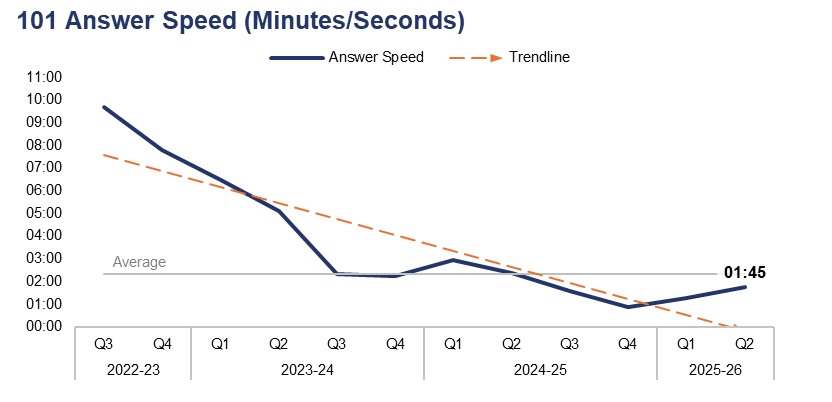 101 Answer Speed (Minutes/Seconds)
Answer Speed Trendline
11:00
10:00
09:00
08:00
07:00
06:00
05:00
04:00
03:00
Average
01:45
02:00
01:00
00:00
Q3 Q4 Q1 Q2 Q3 Q4 Q1 Q2 Q3 Q4 Q1 Q2
2022-23 2023-24 2024-25 2025-26